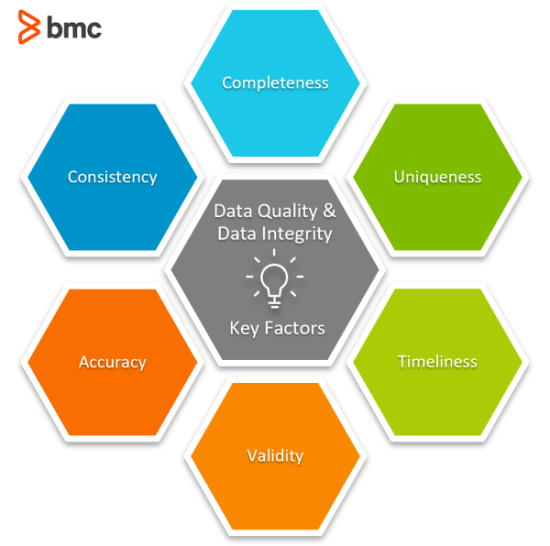 bmc
Completeness
Consistency
Uniqueness
Data Quality &
Data Integrity
Key Factors
Accuracy
Timeliness
Validity